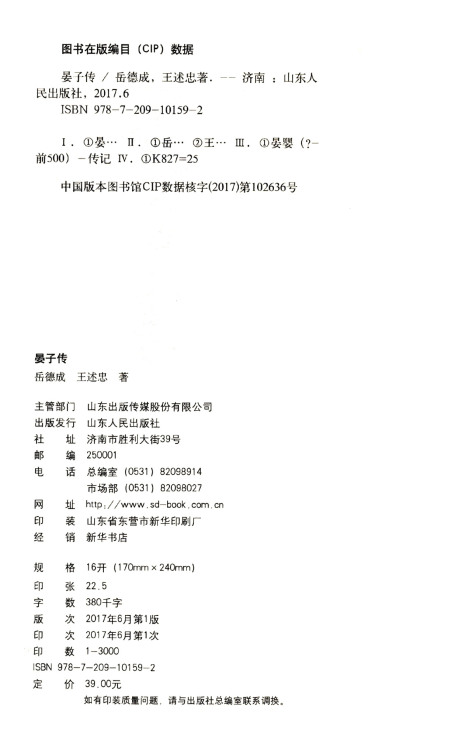 图书在版编目（CIP）数据
晏子传 / 岳德成，王述忠著. -- 济南 ：山东人
民出版社，2017.6
ISBN 978-7-209-10159-2
Ⅰ. ①晏… Ⅱ. ①岳… ②王… Ⅲ. ①晏婴（?-
前500）-传记 Ⅳ. ①K827=25
中国版本图书馆CIP数据核字(2017)第102636号
晏子传
岳德成 王述忠 著
主管部门 山东出版传媒股份有限公司
出版发行 山东人民出版社
社 址 济南市胜利大街39号
邮 编 250001
电 话 总编室（0531）82098914
市场部（0531）82098027
网 址 http://www.sd-book.com.cn
印 装 山东省东营市新华印刷厂
经 销 新华书店
规 格 16开（170mm×240mm）
印 张 22.5
字 数 380千字
版 次 2017年6月第1版
印 次 2017年6月第1次
印 数 1-3000
ISBN 978-7-209-10159-2
定 价 39.00元
如有印装质量问题，请与出版社总编室联系调换。